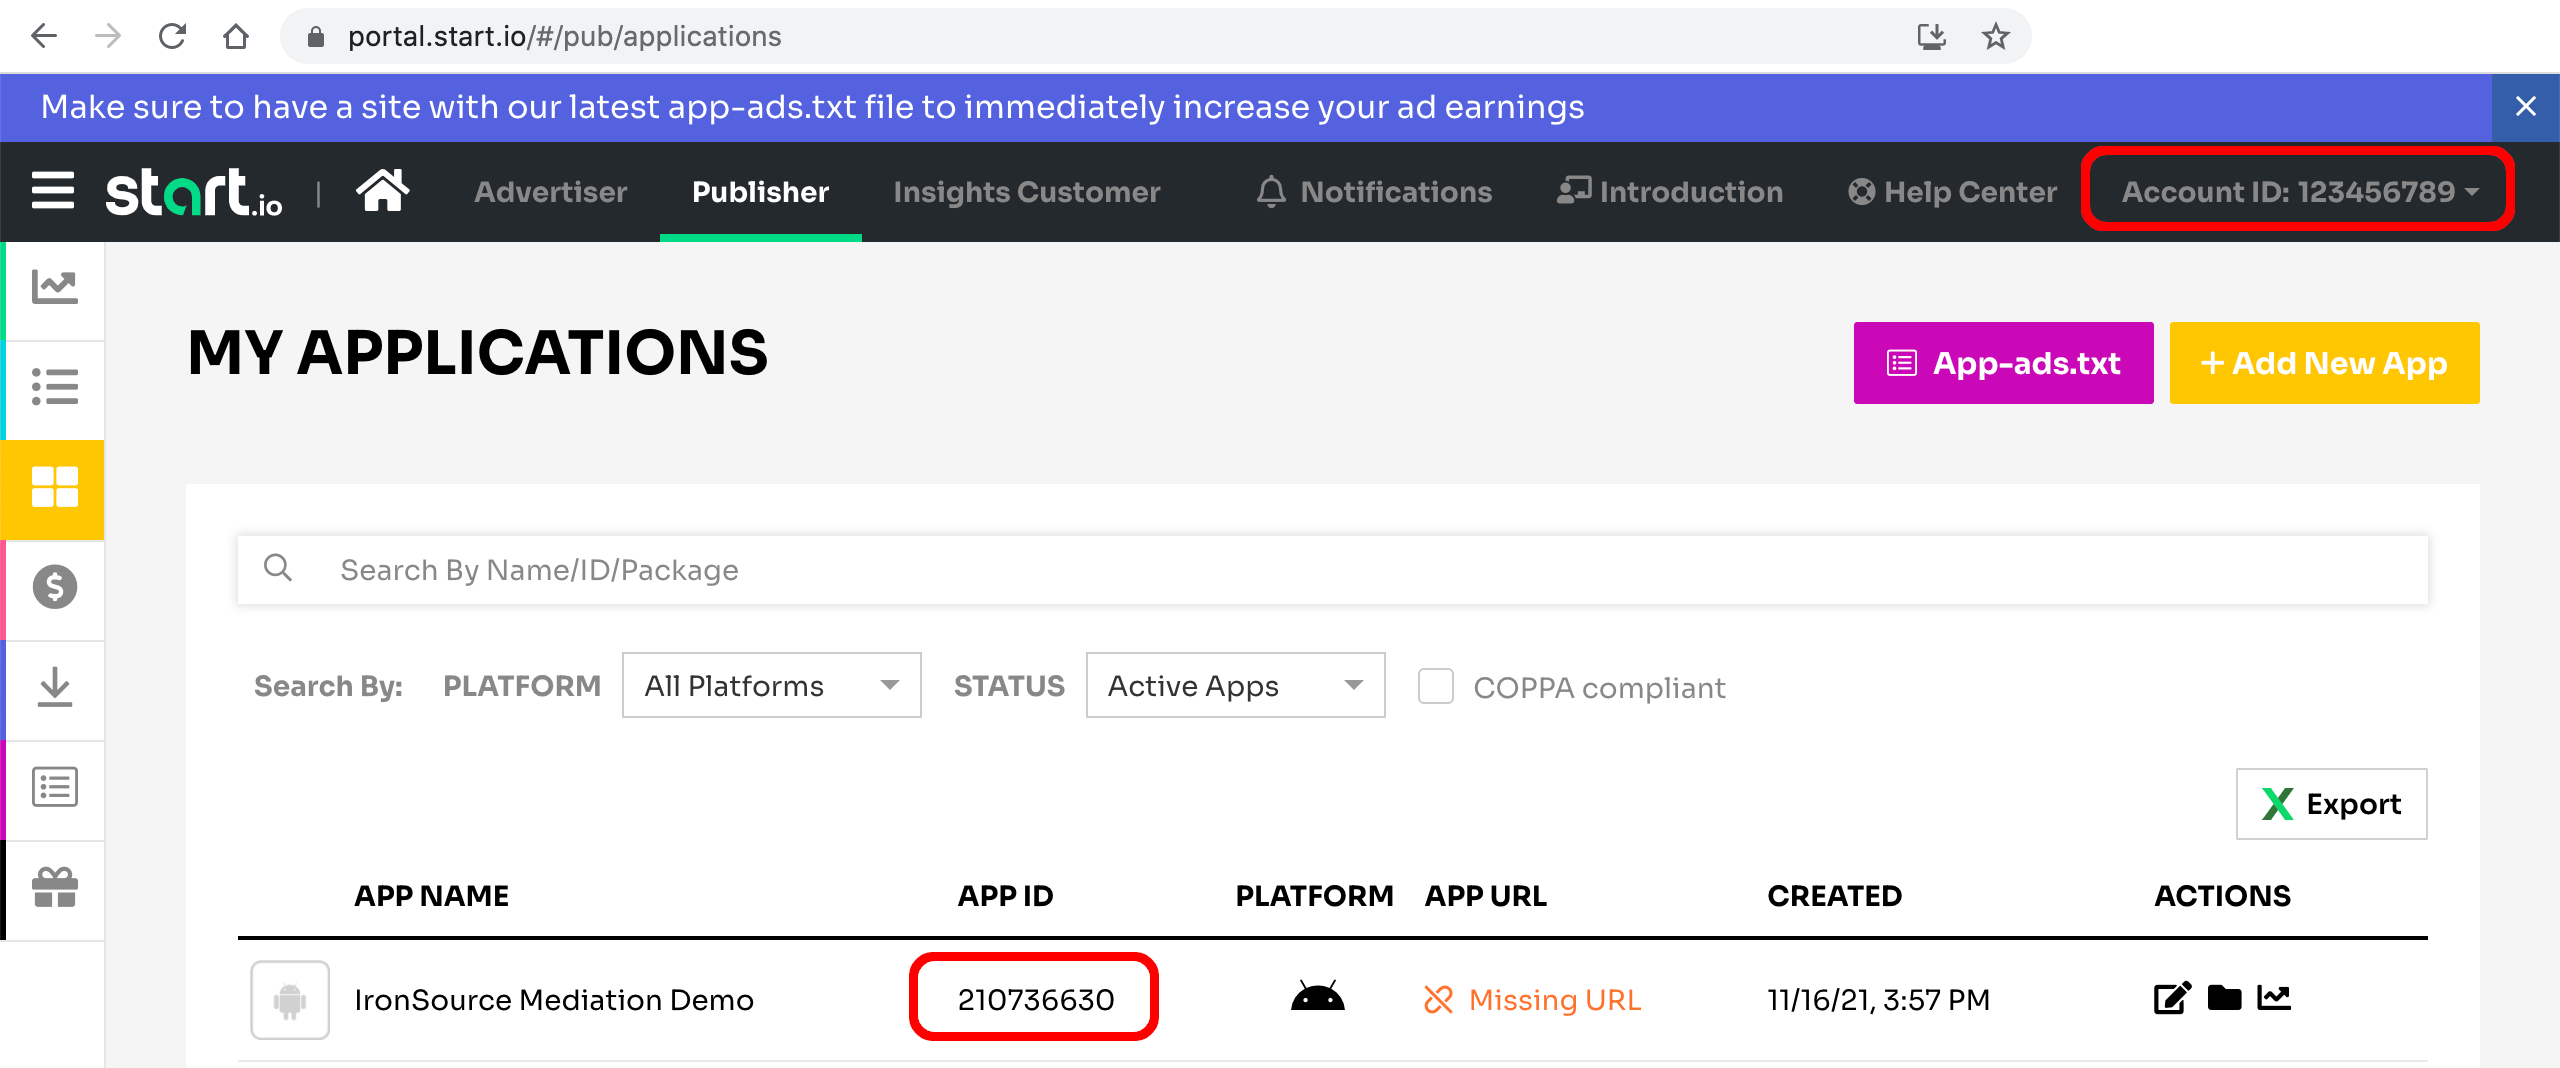 portal.start.io/#/pub/applications
Make sure to have a site with our latest app-ads.txt file to immediately increase your ad earnings
start.io | Advertiser Publisher Insights Customer Notifications Introduction Help Center Account ID: 123456789
MY APPLICATIONS
App-ads.txt + Add New App
Search By Name/ID/Package
Search By: PLATFORM All Platforms STATUS Active Apps COPPA compliant
Export
APP NAME APP ID PLATFORM APP URL CREATED ACTIONS
IronSource Mediation Demo 210736630 Missing URL 11/16/21, 3:57 PM